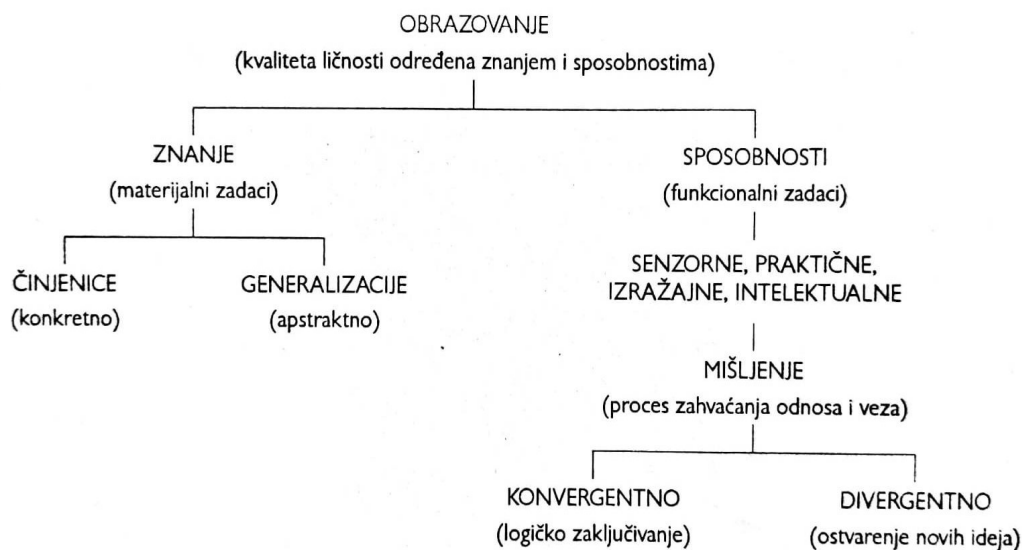 OBRAZOVANJE
(kvaliteta ličnosti određena znanjem i sposobnostima)
ZNANJE
(materijalni zadaci)
SPOSOBNOSTI
(funkcionalni zadaci)
ČINJENICE
(konkretno)
GENERALIZACIJE
(apstraktno)
SENZORNE, PRAKTIČNE,
IZRAŽAJNE, INTELEKTUALNE
MIŠLJENJE
(proces zahvaćanja odnosa i veza)
KONVERGENTNO
(logičko zaključivanje)
DIVERGENTNO
(ostvarenje novih ideja)